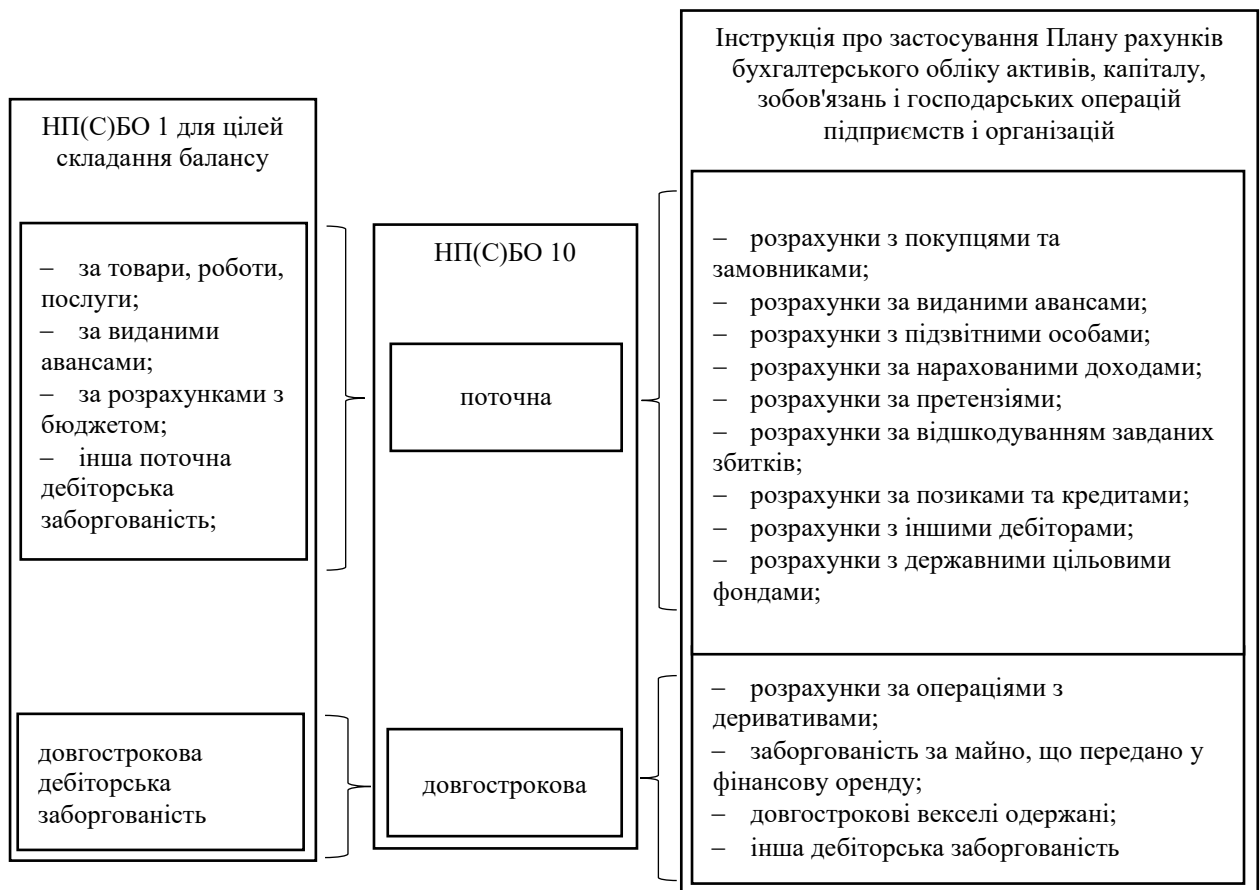 НП(С)БО 1 для цілей
складання балансу
– за товари, роботи,
послуги;
– за виданими
авансами;
– за розрахунками з
бюджетом;
– інша поточна
дебіторська
заборгованість;
довгострокова
дебіторська
заборгованість
НП(С)БО 10
поточна
довгострокова
Інструкція про застосування Плану рахунків
бухгалтерського обліку активів, капіталу,
зобов'язань і господарських операцій
підприємств і організацій
– розрахунки з покупцями та
замовниками;
– розрахунки за виданими авансами;
– розрахунки з підзвітними особами;
– розрахунки за нарахованими доходами;
– розрахунки за претензіями;
– розрахунки за відшкодуванням завданих
збитків;
– розрахунки за позиками та кредитами;
– розрахунки з іншими дебіторами;
– розрахунки з державними цільовими
фондами;
– розрахунки за операціями з
деривативами;
– заборгованість за майно, що передано у
фінансову оренду;
– довгострокові векселі одержані;
– інша дебіторська заборгованість